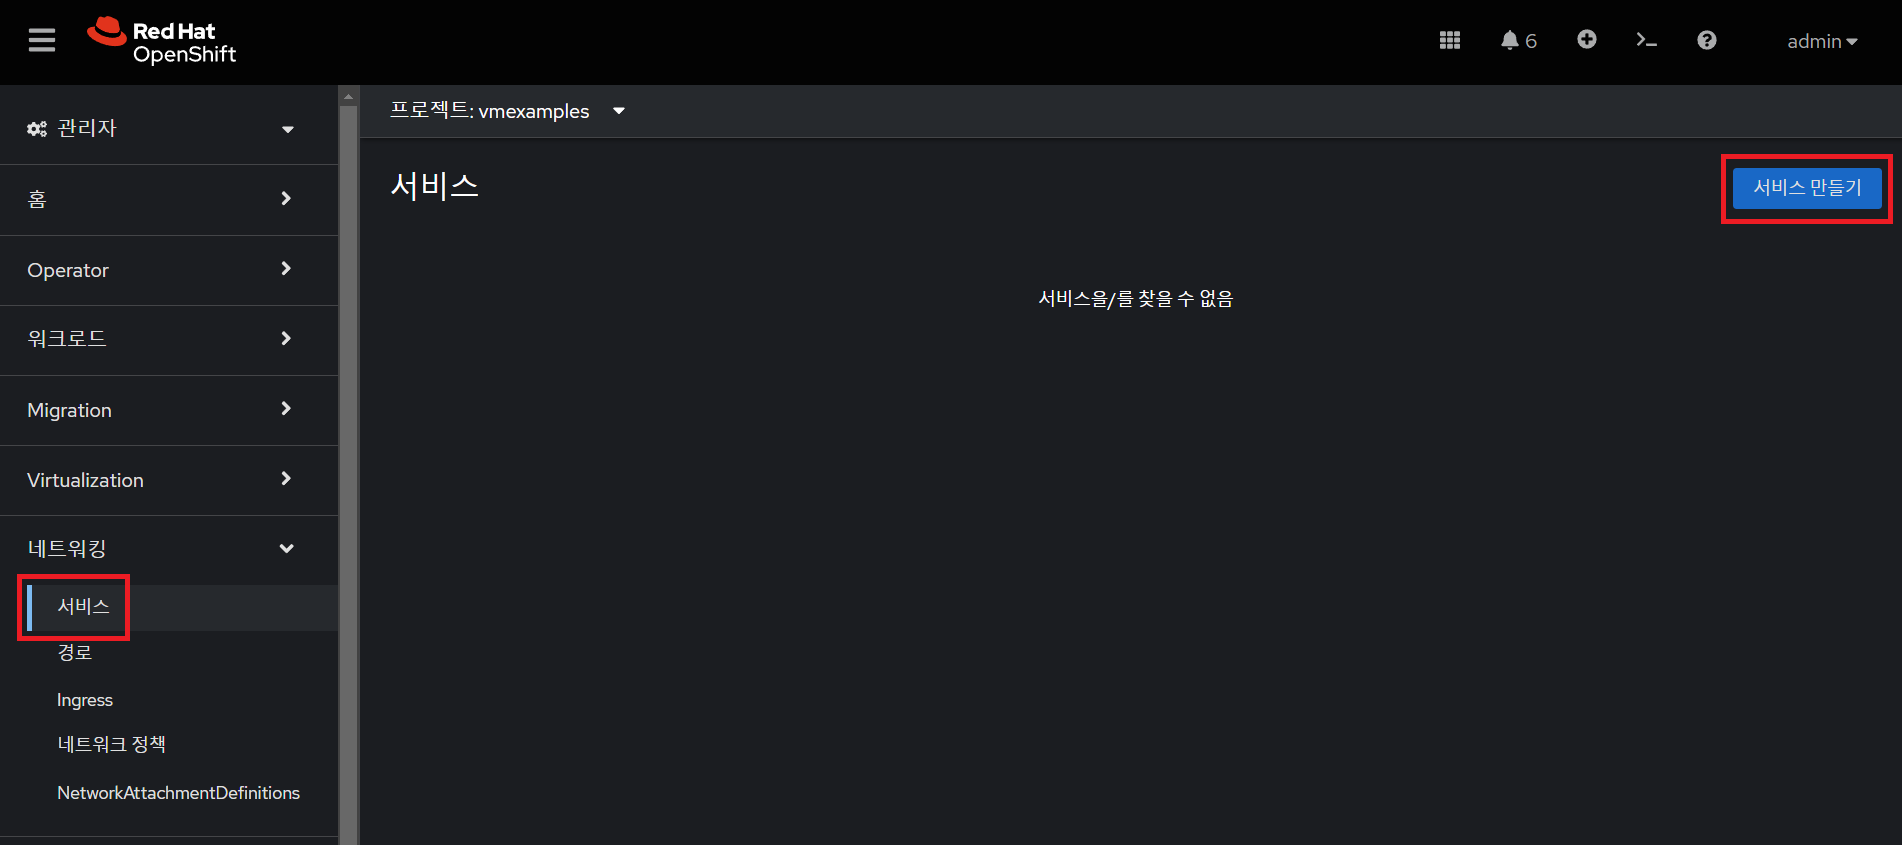 Red Hat
OpenShift
6
admin
관리자
홈
Operator
워크로드
Migration
Virtualization
네트워킹
서비스
경로
Ingress
네트워크 정책
NetworkAttachmentDefinitions
프로젝트: vmexamples
서비스
서비스 만들기
서비스을/를 찾을 수 없음